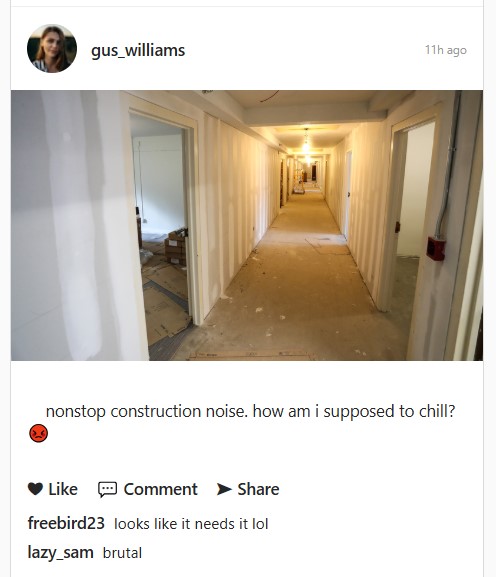 gus_williams
11h ago
nonstop construction noise. how am i supposed to chill?
😡
Like
Comment
Share
freebird23 looks like it needs it lol
lazy_sam brutal